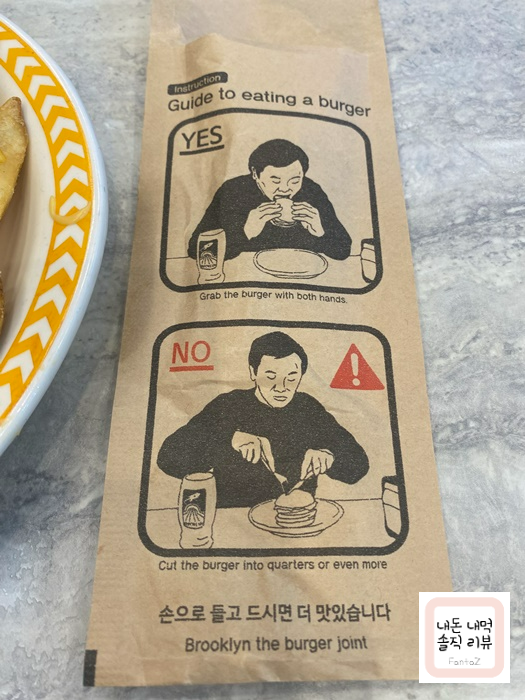 Instruction
Guide to eating a burger
YES
Grab the burger with both hands.
NO
Cut the burger into quarters or even more
손으로 들고 드시면 더 맛있습니다
Brooklyn the burger joint
내돈 내먹
솔직 리뷰
FantaZ